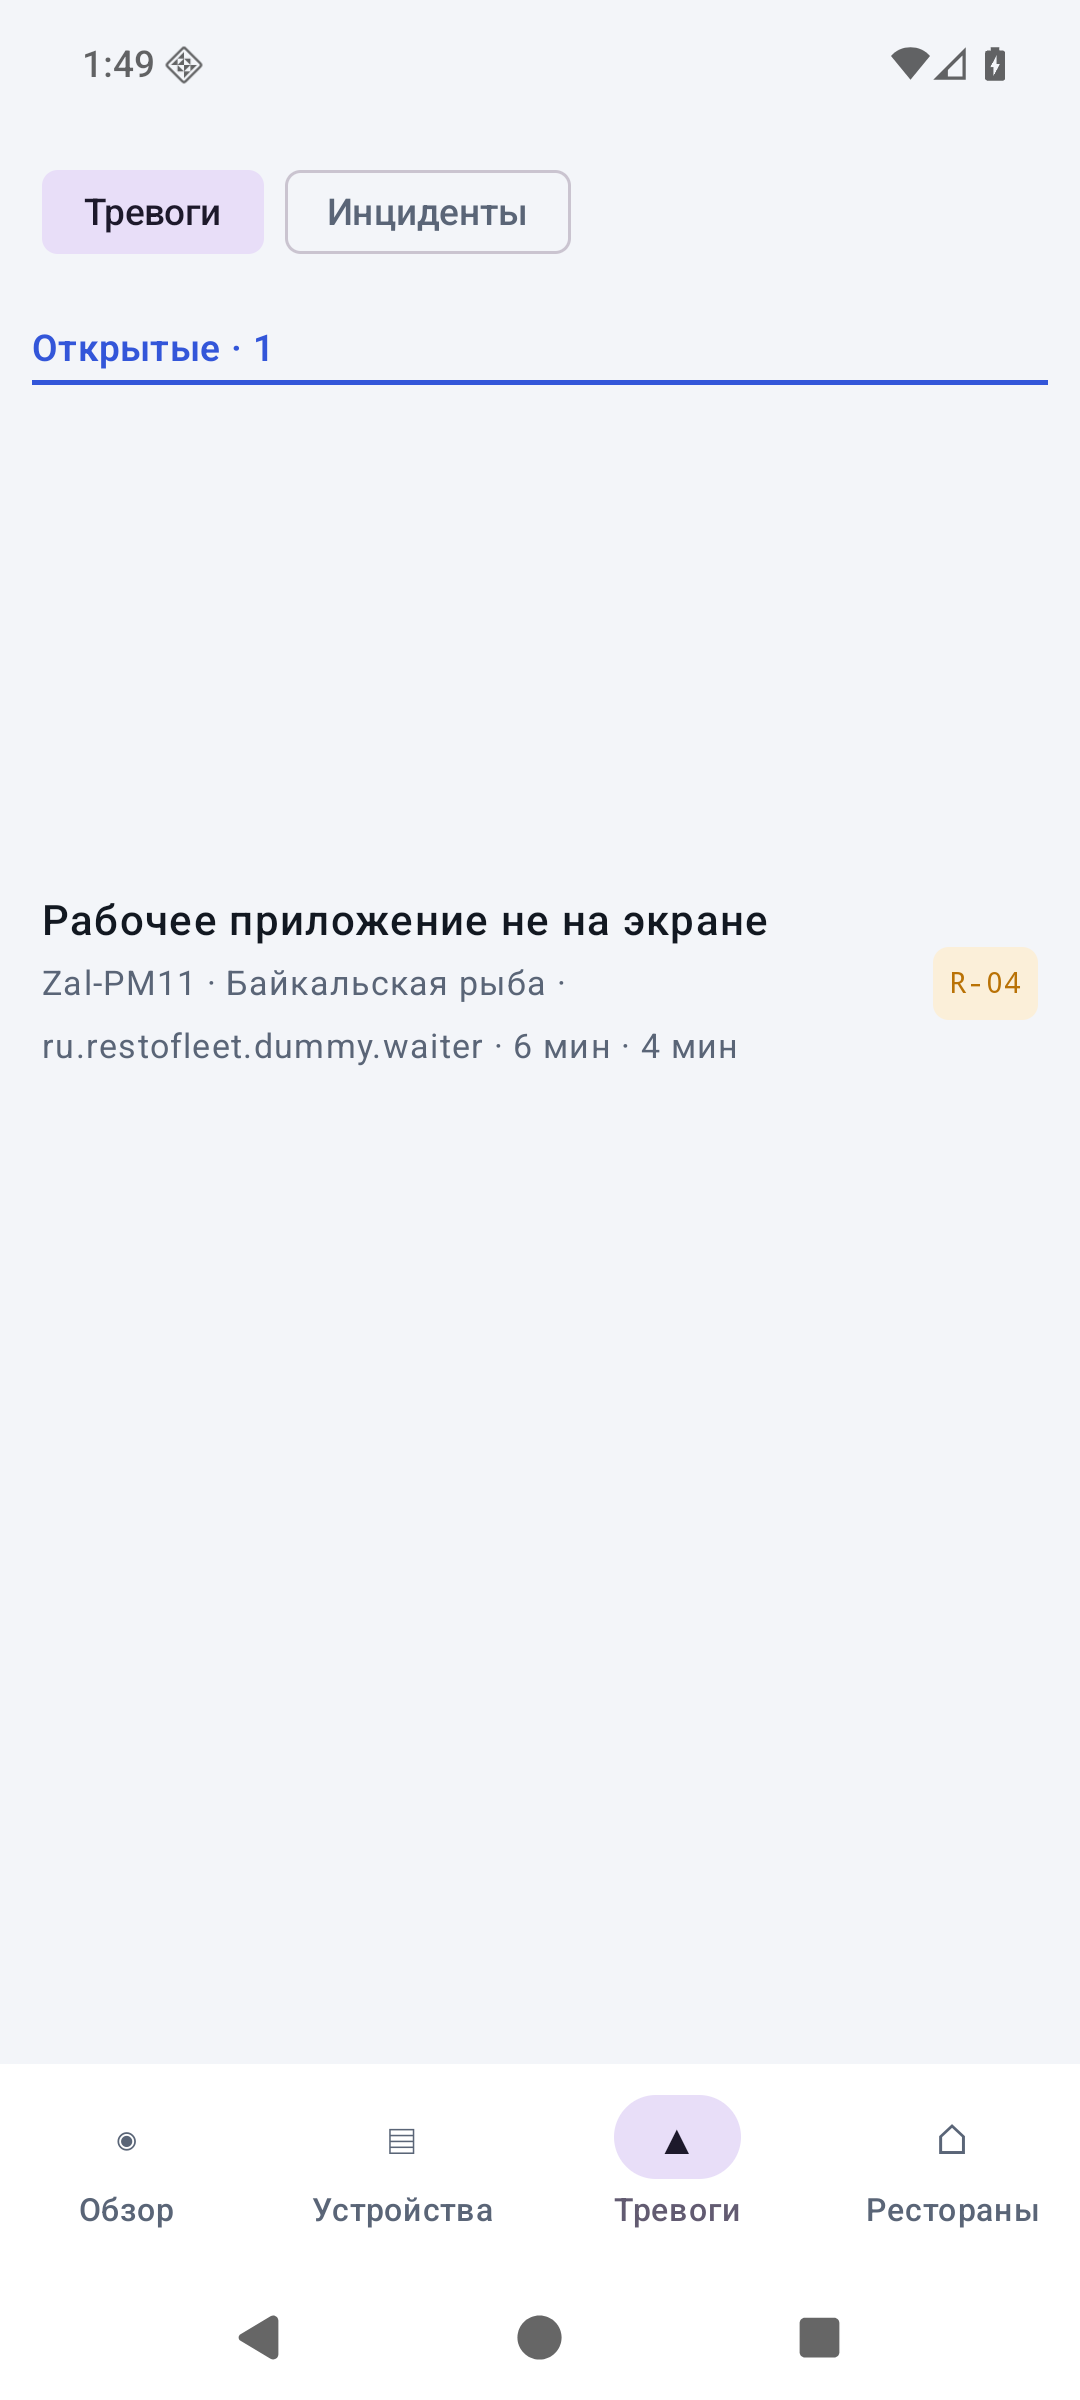 1:49
Тревоги
Инциденты
Открытые · 1
Рабочее приложение не на экране
Zal-PM11 · Байкальская рыба ·
R-04
ru.restofleet.dummy.waiter · 6 мин · 4 мин
Обзор
Устройства
Тревоги
Рестораны